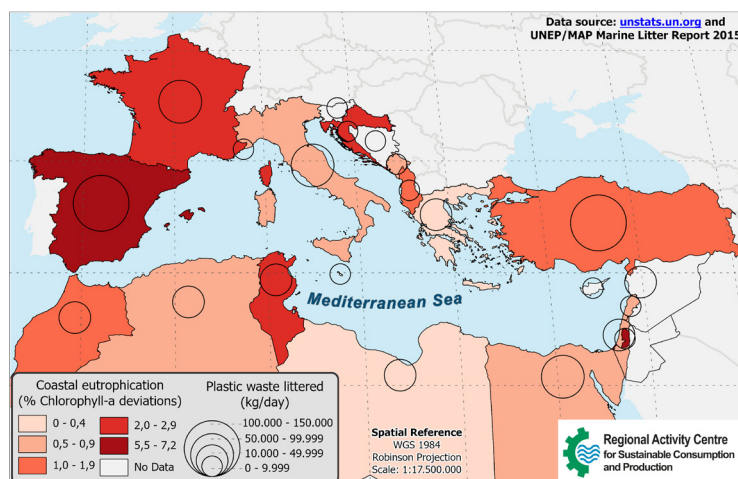 Data source: unstats.un.org and
UNEP/MAP Marine Litter Report 2015
Mediterranean Sea
Coastal eutrophication
(% Chlorophyll-a deviations)
0 - 0,4
0,5 - 0,9
1,0 - 1,9
2,0 - 2,9
5,5 - 7,2
No Data
Plastic waste littered
(kg/day)
100.000 - 150.000
50.000 - 99.999
10.000 - 49.999
0 - 9.999
Spatial Reference
WGS 1984
Robinson Projection
Scale: 1:17.500.000
Regional Activity Centre
for Sustainable Consumption
and Production